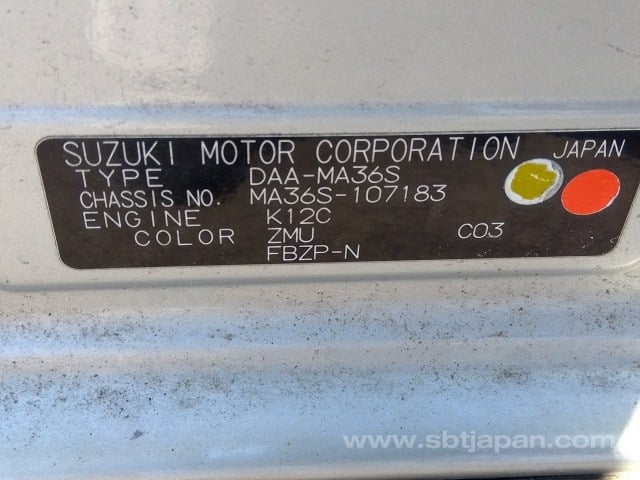 SUZUKI MOTOR CORPORATION JAPAN
TYPE DAA-MA36S
CHASSIS NO. MA36S-107183
ENGINE K12C
COLOR ZMU C03
FBZP-N
www.sbtjapan.com